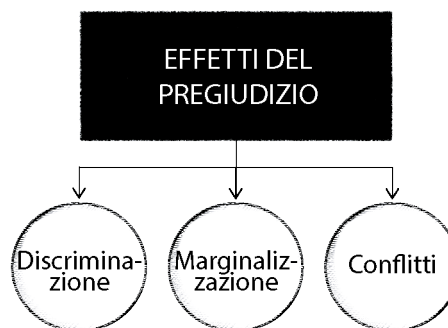 EFFETTI DEL
PREGIUDIZIO
Discrimina-
zione
Marginaliz-
zazione
Conflitti